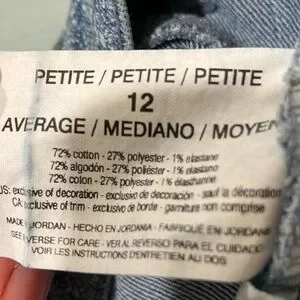 PETITE / PETITE / PETITE
12
AVERAGE / MEDIANO / MOYEN
72% cotton - 27% polyester - 1% elastane
72% algodón - 27% poliéster - 1% elastano
72% coton - 27% polyester - 1% élasthanne
US: exclusive of decoration - exclusivo de decoración - sauf la décoration
CA: exclusive of trim - exclusivo de borde - garniture non comprise
MADE IN JORDAN - HECHO EN JORDANIA - FABRIQUÉ EN JORDANIE
SEE REVERSE FOR CARE - VER AL REVERSO PARA EL CUIDADO
VOIR LES INSTRUCTIONS D'ENTRETIEN AU DOS